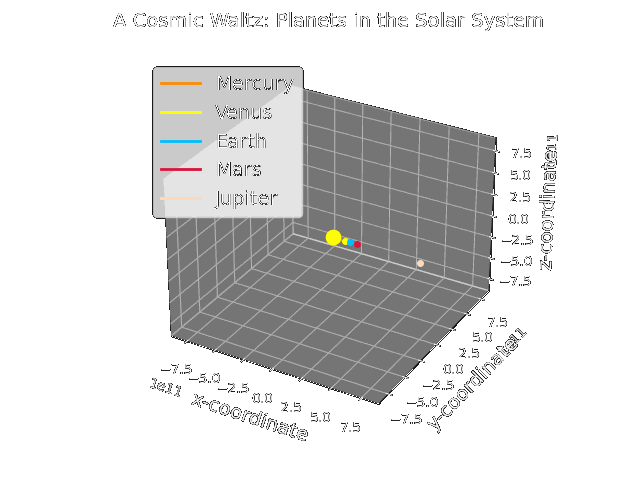 A Cosmic Waltz: Planets in the Solar System
Mercury
Venus
Earth
Mars
Jupiter
7.5
5.0
2.5
0.0
−2.5
−5.0
−7.5
z-coordinate
7.5
5.0
2.5
0.0
−2.5
−5.0
−7.5
y-coordinate
−7.5
−5.0
−2.5
0.0
2.5
5.0
7.5
1e11
x-coordinate